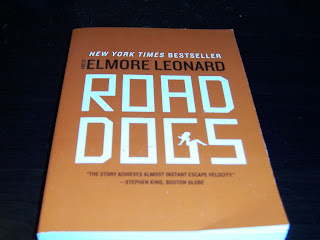 NEW YORK TIMES BESTSELLER
ELMORE LEONARD
ROAD
DOGS
"THE STORY ACHIEVES ALMOST INSTANT ESCAPE VELOCITY."
—STEPHEN KING, BOSTON GLOBE